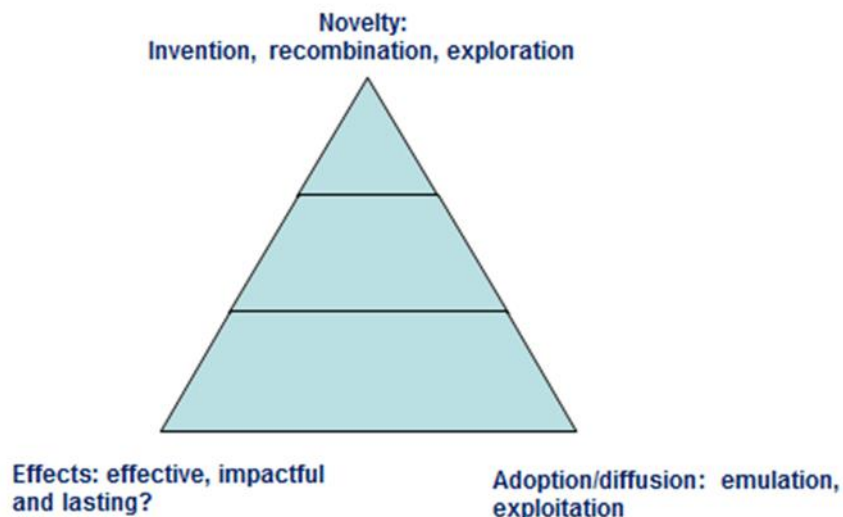 Novelty:
Invention, recombination, exploration
Effects: effective, impactful
and lasting?
Adoption/diffusion: emulation,
exploitation